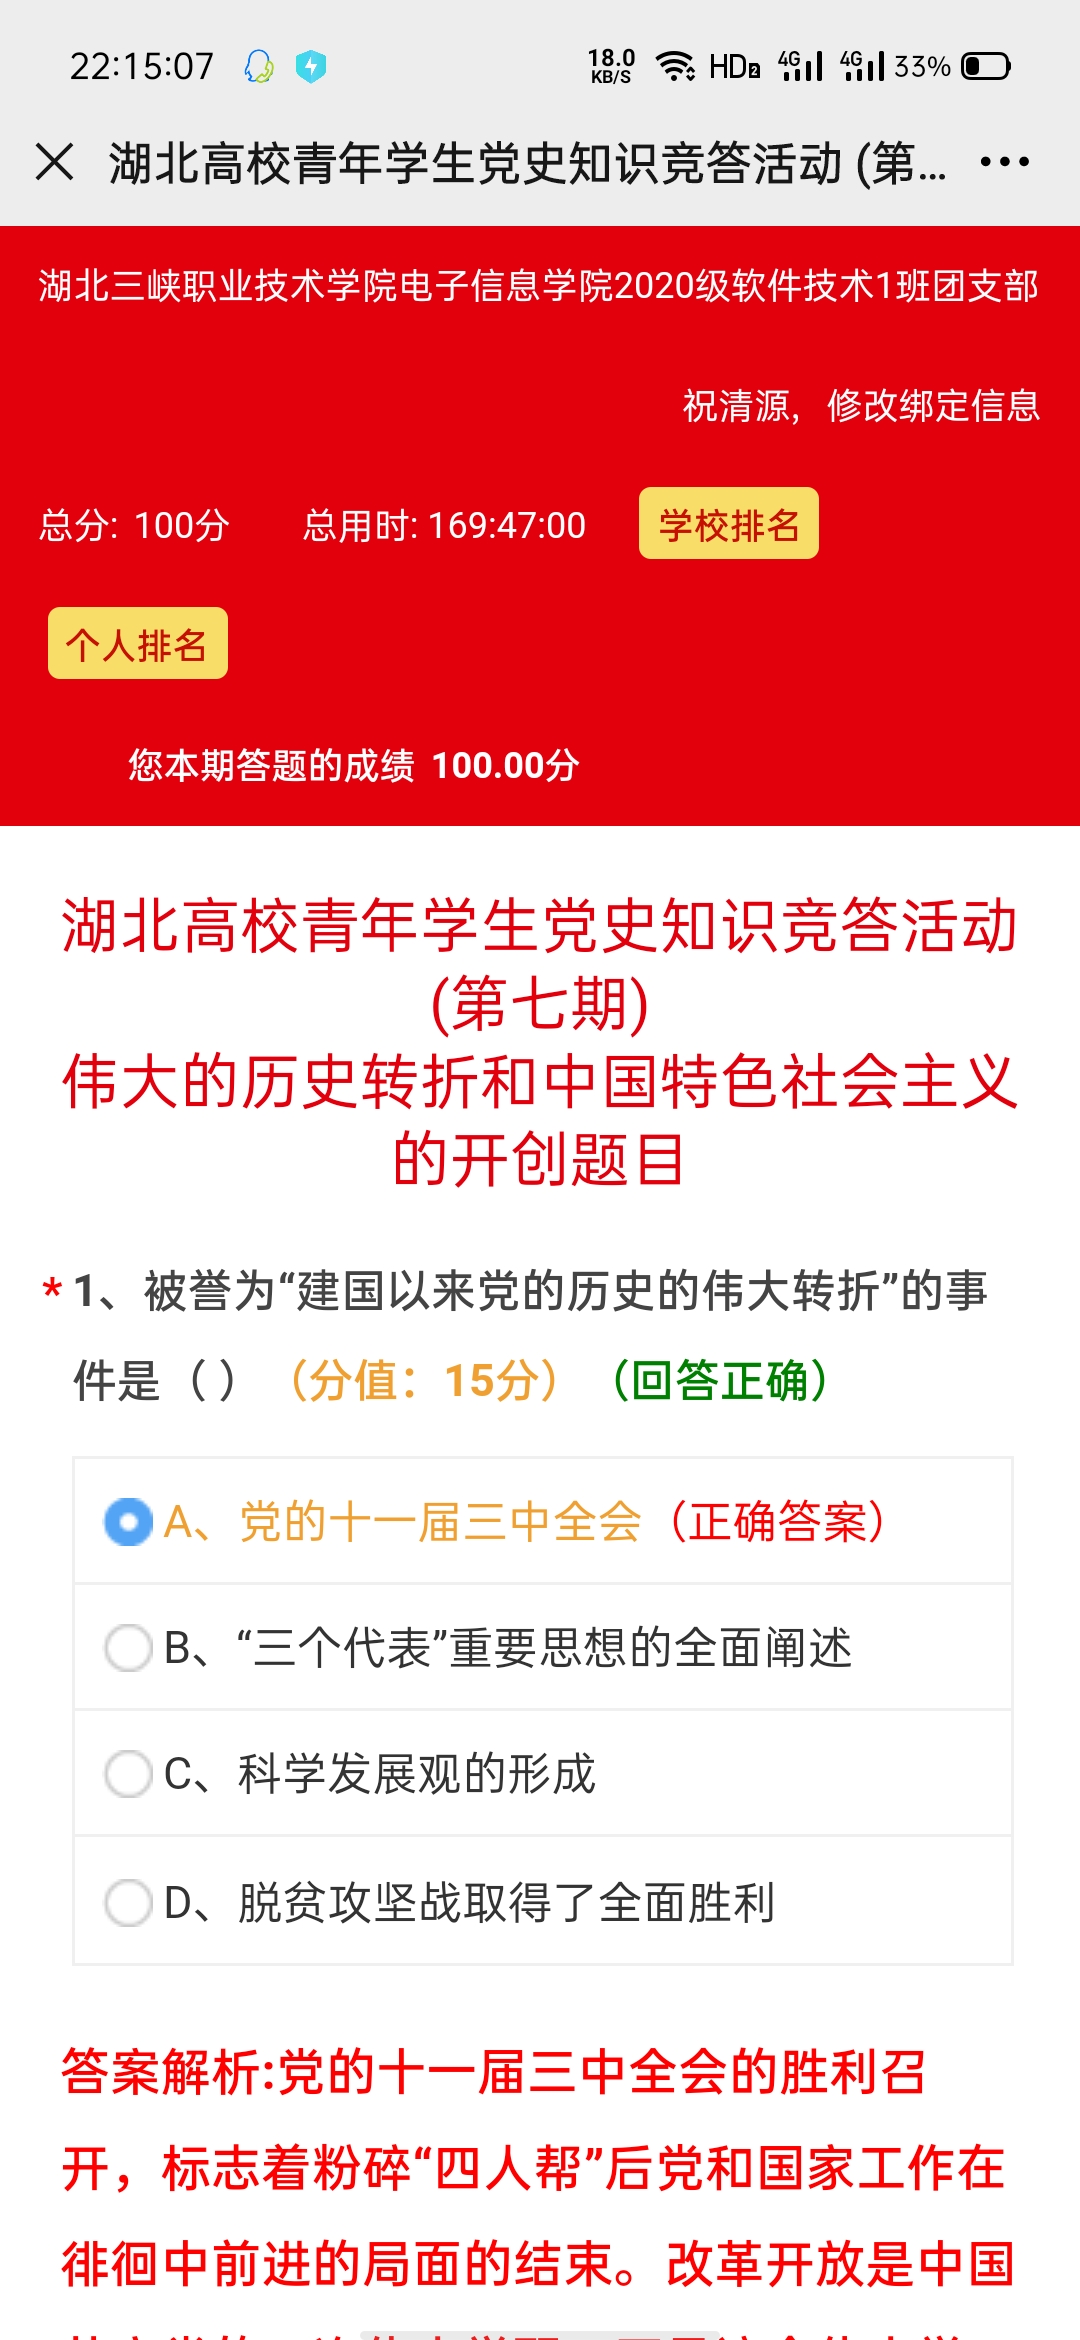 22:15:07 18.0 KB/S HD2 4G 4G 33%
湖北高校青年学生党史知识竞答活动 (第...
湖北三峡职业技术学院电子信息学院2020级软件技术1班团支部
祝清源， 修改绑定信息
总分: 100分 总用时: 169:47:00 学校排名
个人排名
您本期答题的成绩 100.00分
湖北高校青年学生党史知识竞答活动
(第七期)
伟大的历史转折和中国特色社会主义
的开创题目
* 1、被誉为“建国以来党的历史的伟大转折”的事
件是（ ）（分值：15分）（回答正确）
A、党的十一届三中全会（正确答案）
B、“三个代表”重要思想的全面阐述
C、科学发展观的形成
D、脱贫攻坚战取得了全面胜利
答案解析:党的十一届三中全会的胜利召
开，标志着粉碎“四人帮”后党和国家工作在
徘徊中前进的局面的结束。改革开放是中国